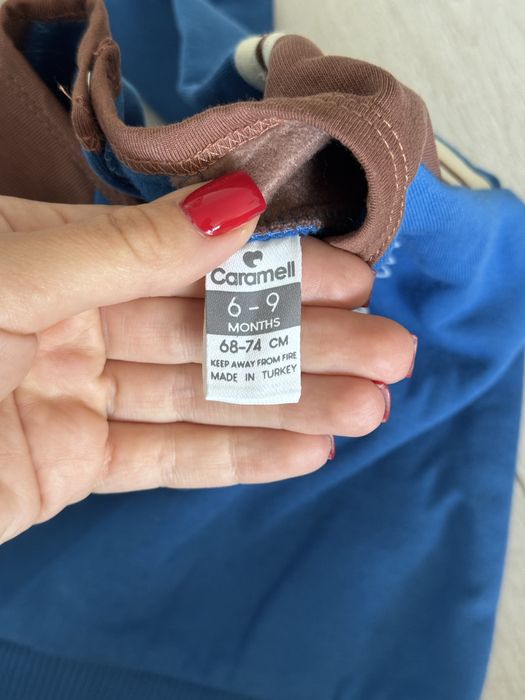 Caramell
6 - 9
MONTHS
68-74 CM
KEEP AWAY FROM FIRE
MADE IN TURKEY